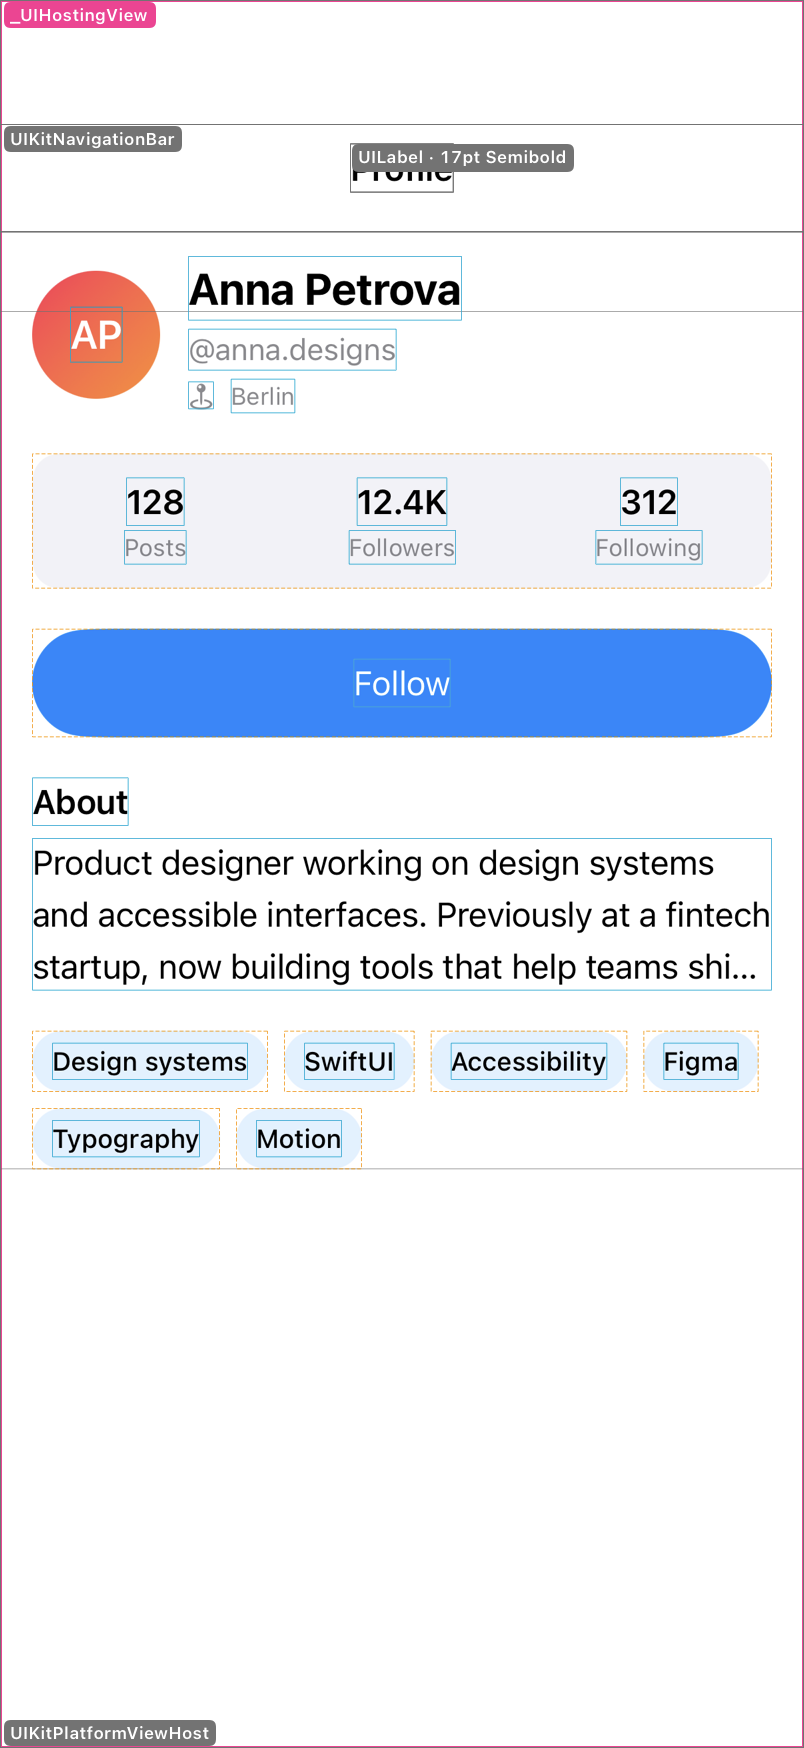 _UIHostingView
UIKitNavigationBar
UILabel · 17pt Semibold
Profile
Anna Petrova
AP
@anna.designs
Berlin
128
12.4K
312
Posts
Followers
Following
Follow
About
Product designer working on design systems
and accessible interfaces. Previously at a fintech
startup, now building tools that help teams shi...
Design systems
SwiftUI
Accessibility
Figma
Typography
Motion
UIKitPlatformViewHost